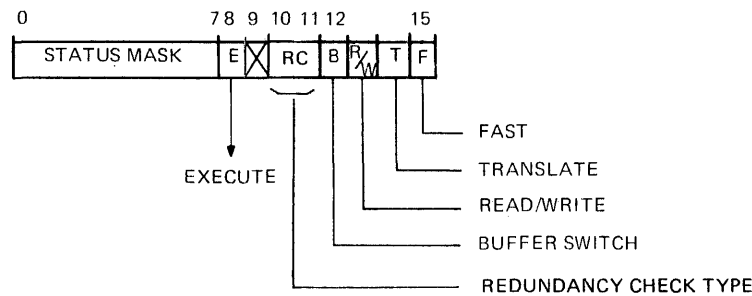 0 7 8 9 10 11 12 15
STATUS MASK E RC B R/W T F
FAST
TRANSLATE
EXECUTE
READ/WRITE
BUFFER SWITCH
REDUNDANCY CHECK TYPE